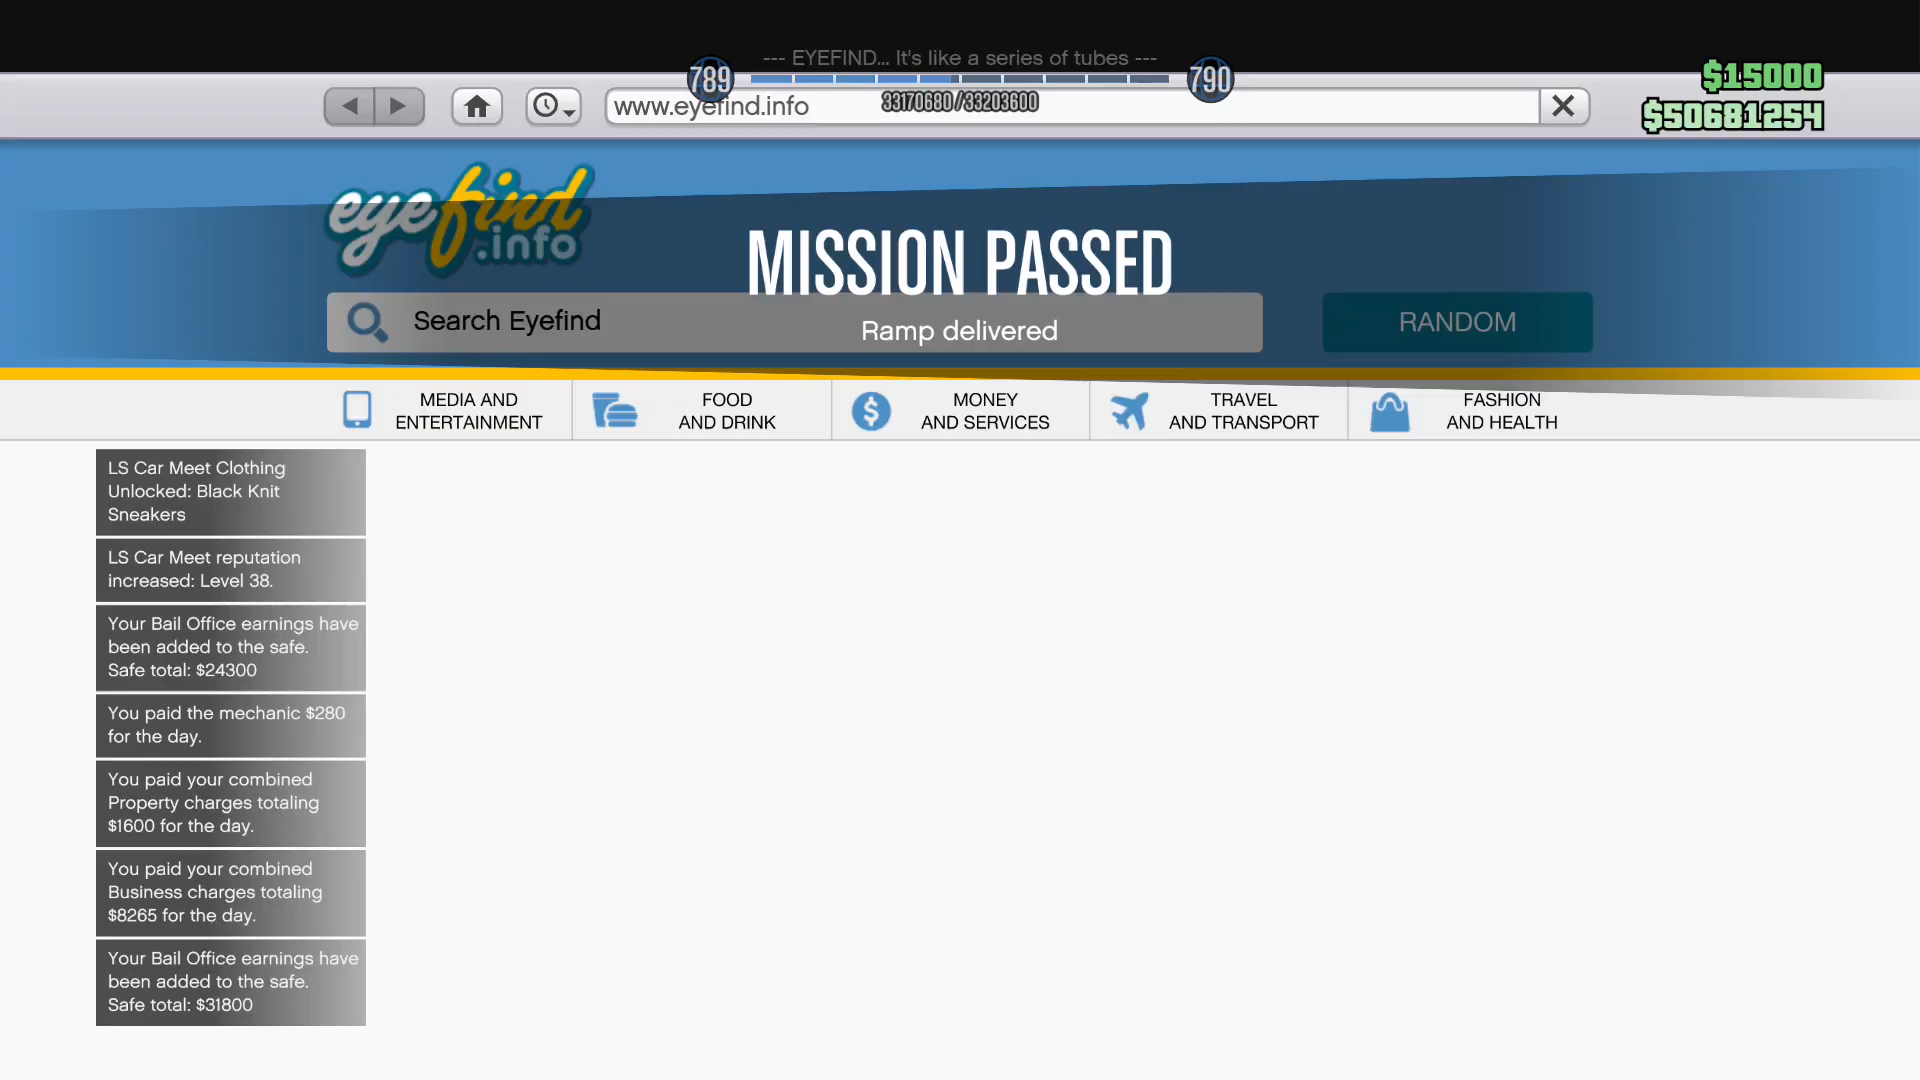 --- EYEFIND... It's like a series of tubes ---
789
790
33170680/33203600
www.eyefind.info
$15000
$50681254
eyefind
.info
MISSION PASSED
Search Eyefind
Ramp delivered
RANDOM
MEDIA AND
ENTERTAINMENT
FOOD
AND DRINK
MONEY
AND SERVICES
TRAVEL
AND TRANSPORT
FASHION
AND HEALTH
LS Car Meet Clothing
Unlocked: Black Knit
Sneakers
LS Car Meet reputation
increased: Level 38.
Your Bail Office earnings have
been added to the safe.
Safe total: $24300
You paid the mechanic $280
for the day.
You paid your combined
Property charges totaling
$1600 for the day.
You paid your combined
Business charges totaling
$8265 for the day.
Your Bail Office earnings have
been added to the safe.
Safe total: $31800